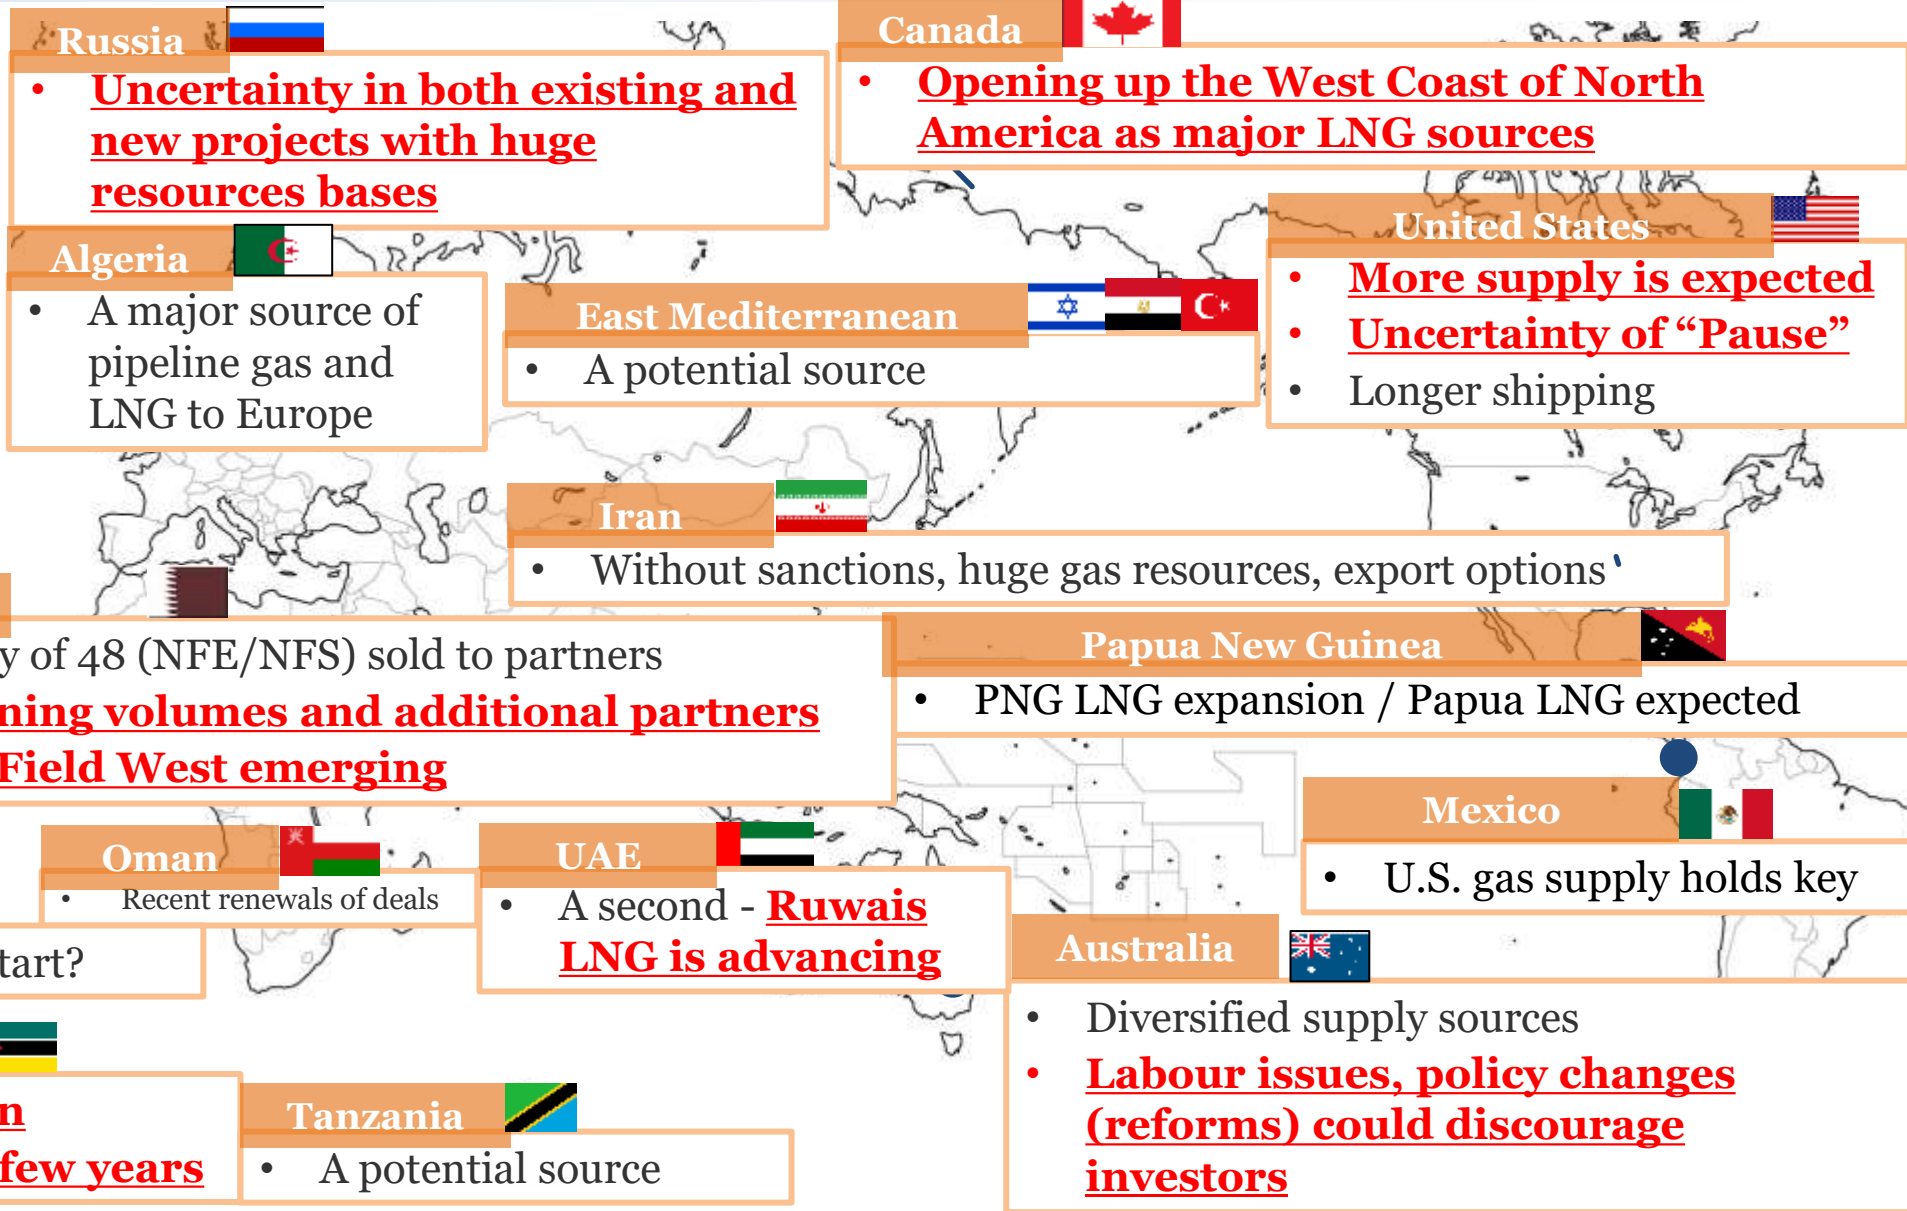 Russia
• Uncertainty in both existing and
new projects with huge
resources bases
Canada
• Opening up the West Coast of North
America as major LNG sources
Algeria
• A major source of
pipeline gas and
LNG to Europe
East Mediterranean
• A potential source
United States
• More supply is expected
• Uncertainty of “Pause”
• Longer shipping
Iran
• Without sanctions, huge gas resources, export options
y of 48 (NFE/NFS) sold to partners
ning volumes and additional partners
Field West emerging
Papua New Guinea
• PNG LNG expansion / Papua LNG expected
Mexico
• U.S. gas supply holds key
Oman
• Recent renewals of deals
UAE
• A second - Ruwais
LNG is advancing
tart?
Australia
• Diversified supply sources
• Labour issues, policy changes
(reforms) could discourage
investors
n
few years
Tanzania
• A potential source